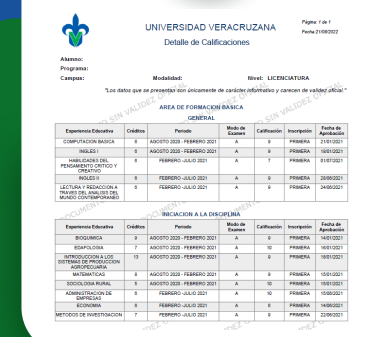 UNIVERSIDAD VERACRUZANA
Detalle de Calificaciones
Página: 1 de 1
Fecha: 21/08/2022
Alumno:
Programa:
Campus: Modalidad: Nivel: LICENCIATURA
"Los datos que se presentan son únicamente de carácter informativo y carecen de validez oficial."
AREA DE FORMACION BASICA
GENERAL
Experiencia Educativa Créditos Periodo Modo de Examen Calificación Inscripción Fecha de Aprobación
COMPUTACION BASICA 6 AGOSTO 2020 - FEBRERO 2021 A 9 PRIMERA 21/01/2021
INGLES I 6 AGOSTO 2020 - FEBRERO 2021 A 9 PRIMERA 18/01/2021
HABILIDADES DEL PENSAMIENTO CRITICO Y CREATIVO 6 FEBRERO -JULIO 2021 A 7 PRIMERA 01/07/2021
INGLES II 6 FEBRERO -JULIO 2021 A 9 PRIMERA 28/06/2021
LECTURA Y REDACCION A TRAVES DEL ANALISIS DEL MUNDO CONTEMPORANEO 6 FEBRERO -JULIO 2021 A 9 PRIMERA 24/06/2021
INICIACION A LA DISCIPLINA
Experiencia Educativa Créditos Periodo Modo de Examen Calificación Inscripción Fecha de Aprobación
BIOQUIMICA 9 AGOSTO 2020 - FEBRERO 2021 A 9 PRIMERA 14/01/2021
EDAFOLOGIA 7 AGOSTO 2020 - FEBRERO 2021 A 10 PRIMERA 16/01/2021
INTRODUCCION A LOS SISTEMAS DE PRODUCCION AGROPECUARIA 13 AGOSTO 2020 - FEBRERO 2021 A 9 PRIMERA 18/01/2021
MATEMATICAS 8 AGOSTO 2020 - FEBRERO 2021 A 9 PRIMERA 15/01/2021
SOCIOLOGIA RURAL 5 AGOSTO 2020 - FEBRERO 2021 A 10 PRIMERA 15/01/2021
ADMINISTRACION DE EMPRESAS FEBRERO -JULIO 2021 A 10 PRIMERA 15/06/2021
ECONOMIA 6 FEBRERO -JULIO 2021 A PRIMERA 14/06/2021
METODOS DE INVESTIGACION 7 FEBRERO -JULIO 2021 A 9 PRIMERA 22/06/2021